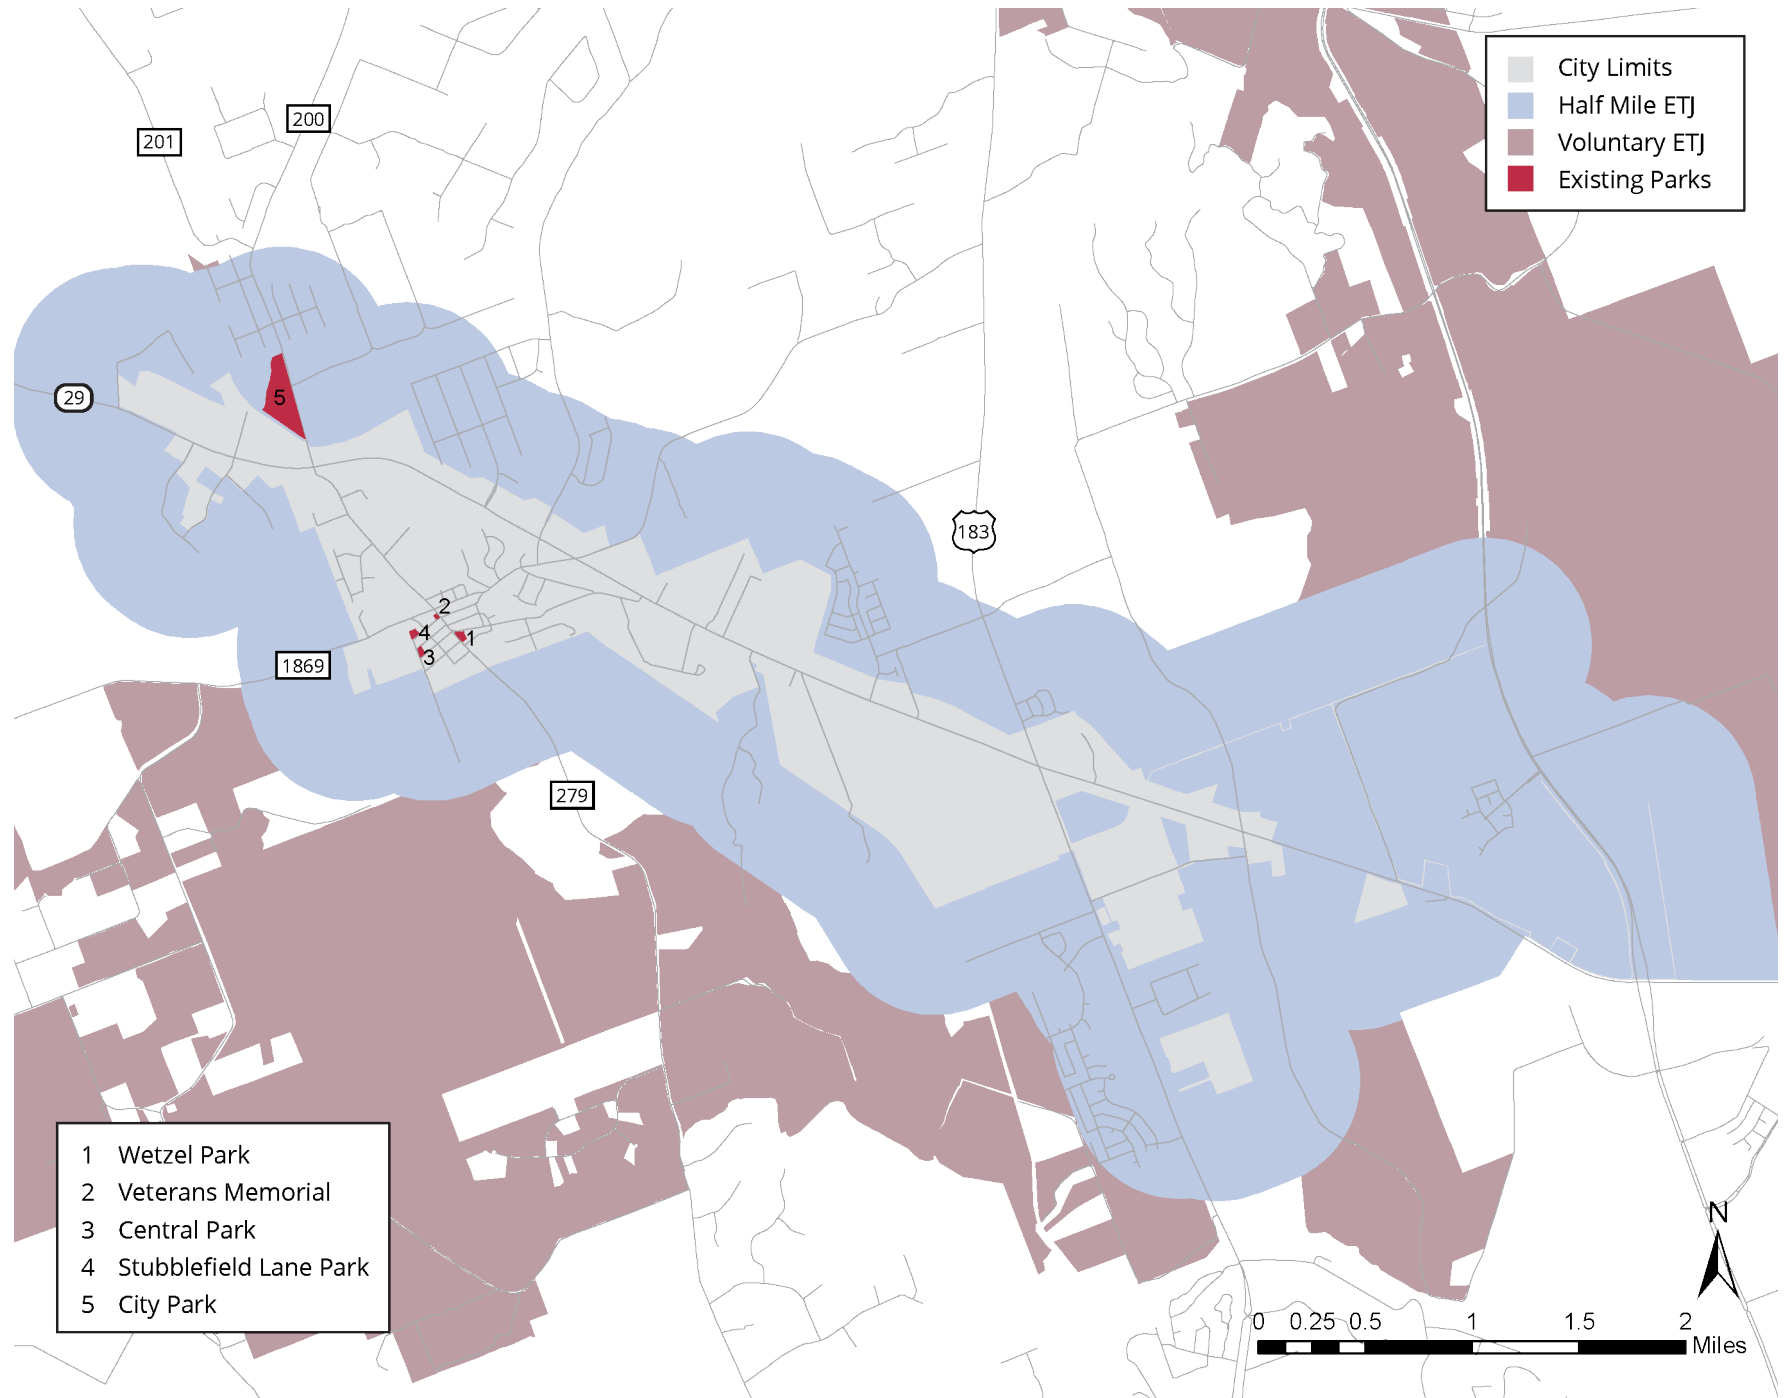 City Limits
Half Mile ETJ
Voluntary ETJ
Existing Parks
200
201
29
5
183
2
4
1
3
1869
279
1 Wetzel Park
2 Veterans Memorial
3 Central Park
4 Stubblefield Lane Park
5 City Park
N
0 0.25 0.5 1 1.5 2
Miles